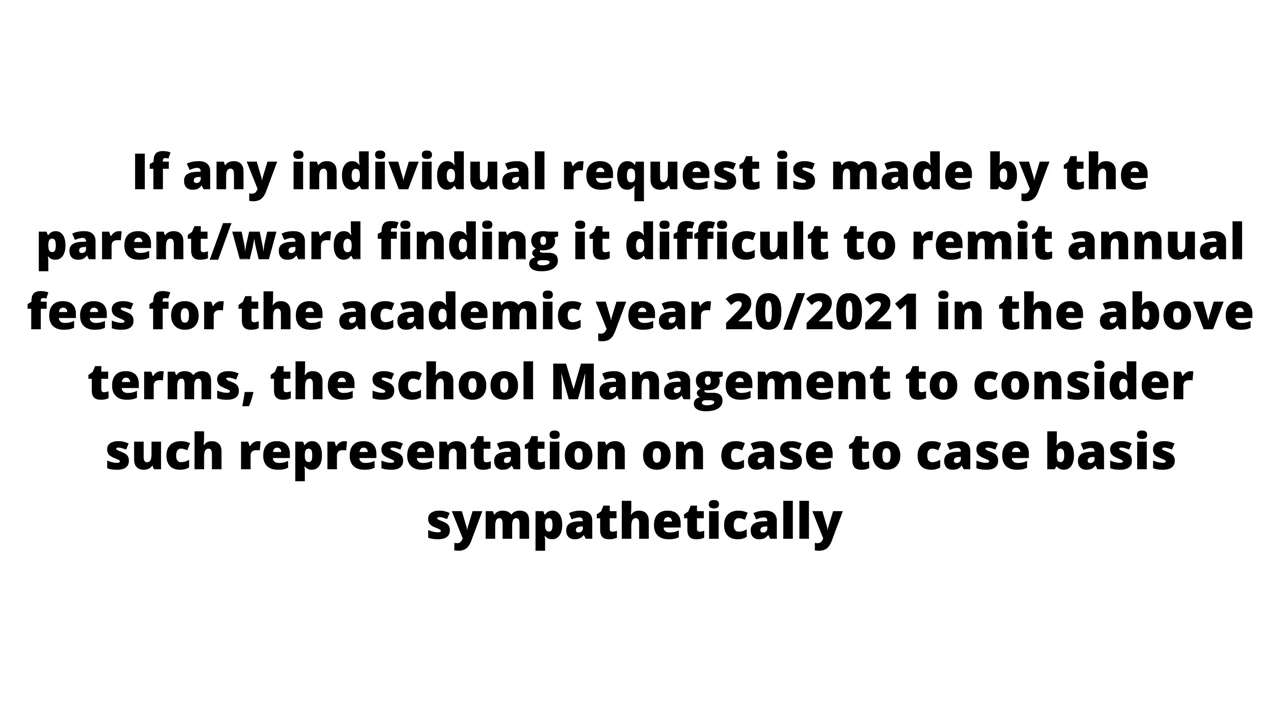 If any individual request is made by the
parent/ward finding it difficult to remit annual
fees for the academic year 20/2021 in the above
terms, the school Management to consider
such representation on case to case basis
sympathetically